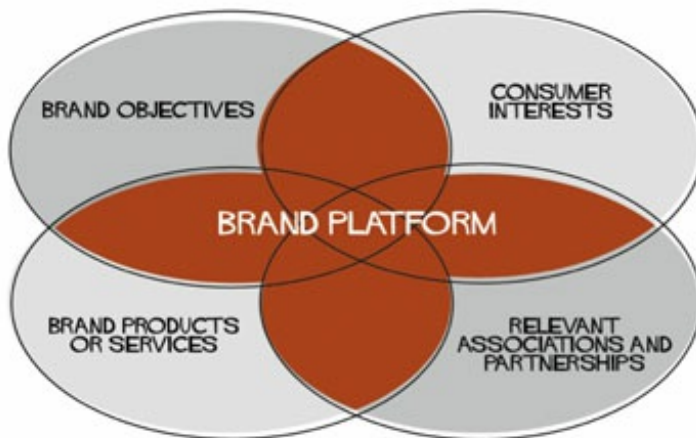 BRAND OBJECTIVES
CONSUMER
INTERESTS
BRAND PLATFORM
BRAND PRODUCTS
OR SERVICES
RELEVANT
ASSOCIATIONS AND
PARTNERSHIPS